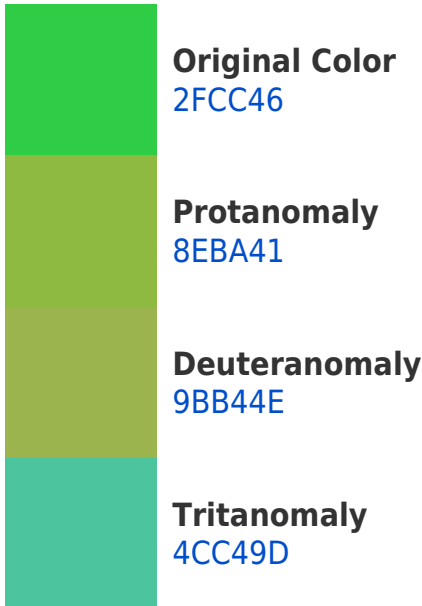 Original Color
2FCC46
Protanomaly
8EBA41
Deuteranomaly
9BB44E
Tritanomaly
4CC49D